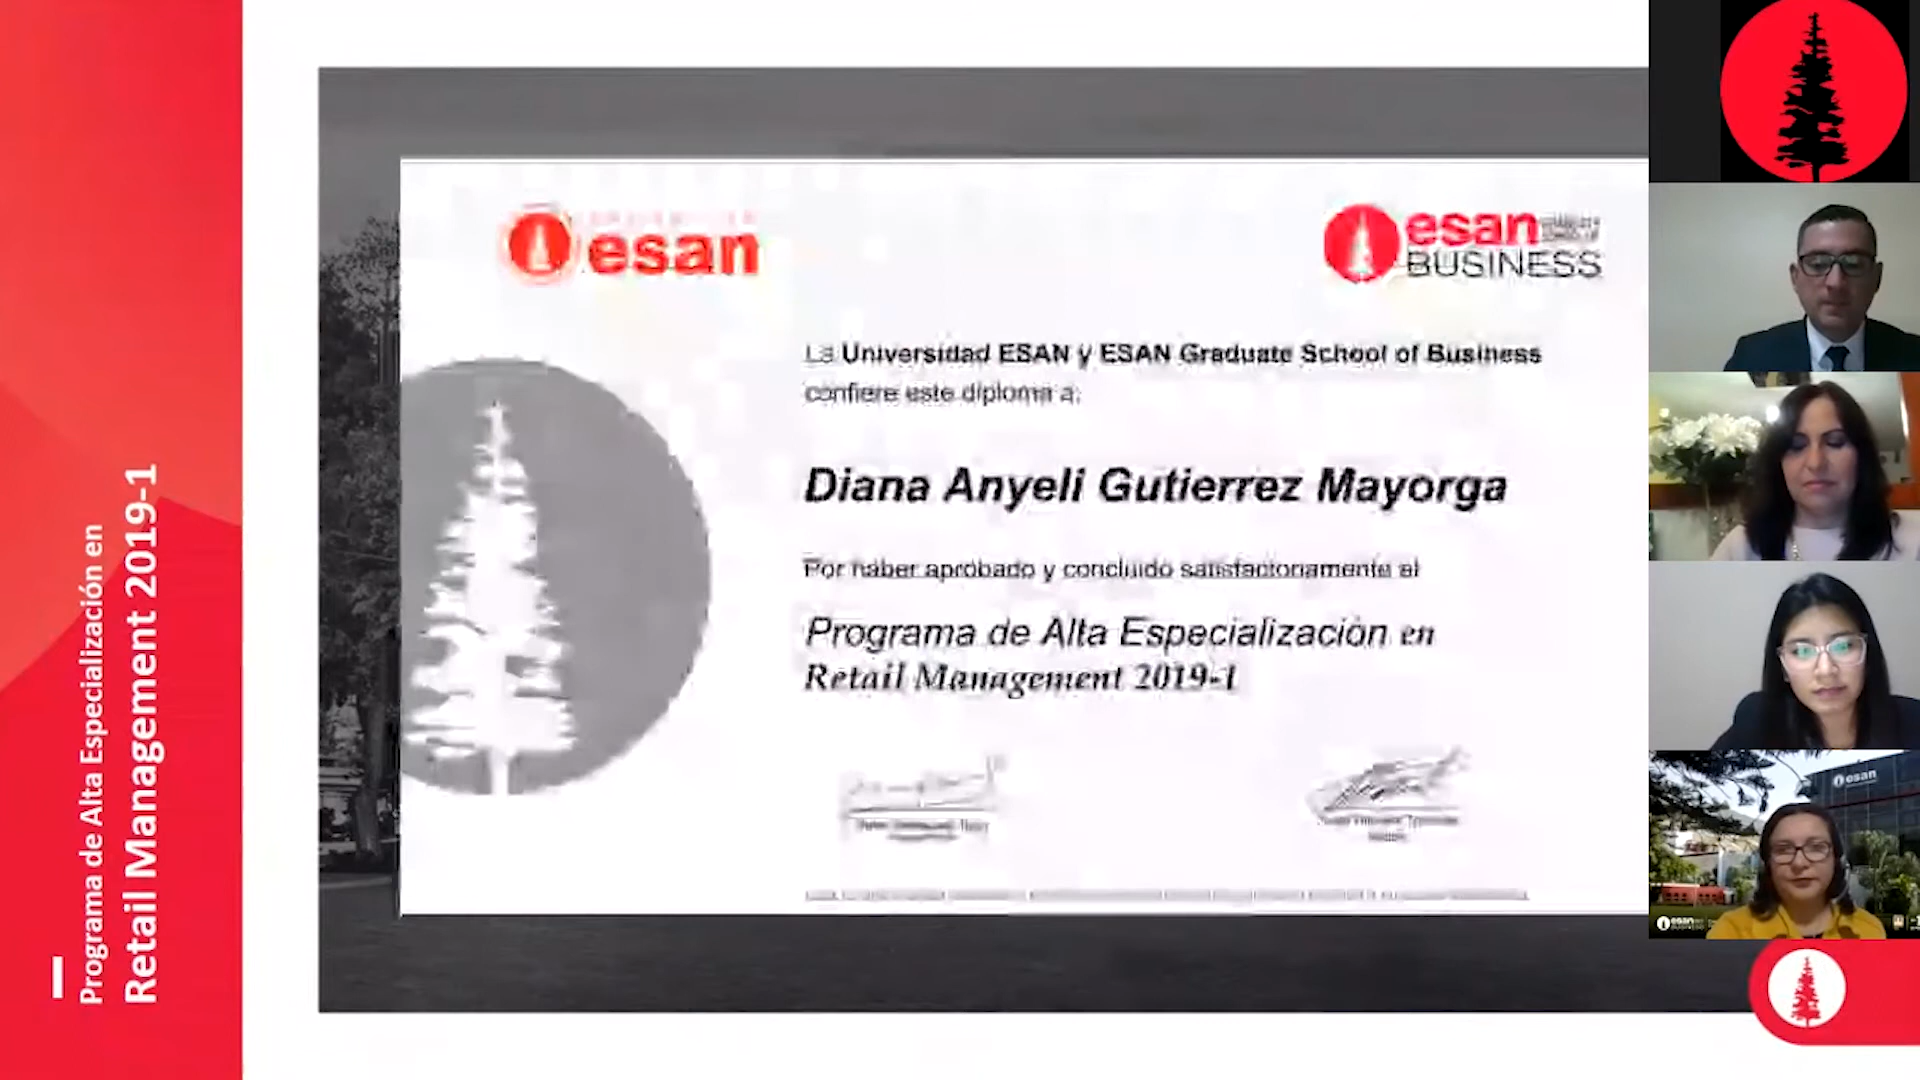 Programa de Alta Especialización en
Retail Management 2019-1
esan
esan
BUSINESS
La Universidad ESAN y ESAN Graduate School of Business
confiere este diploma a:
Diana Anyeli Gutierrez Mayorga
Por haber aprobado y concluido satisfactoriamente el
Programa de Alta Especialización en
Retail Management 2019-1
esan
esan